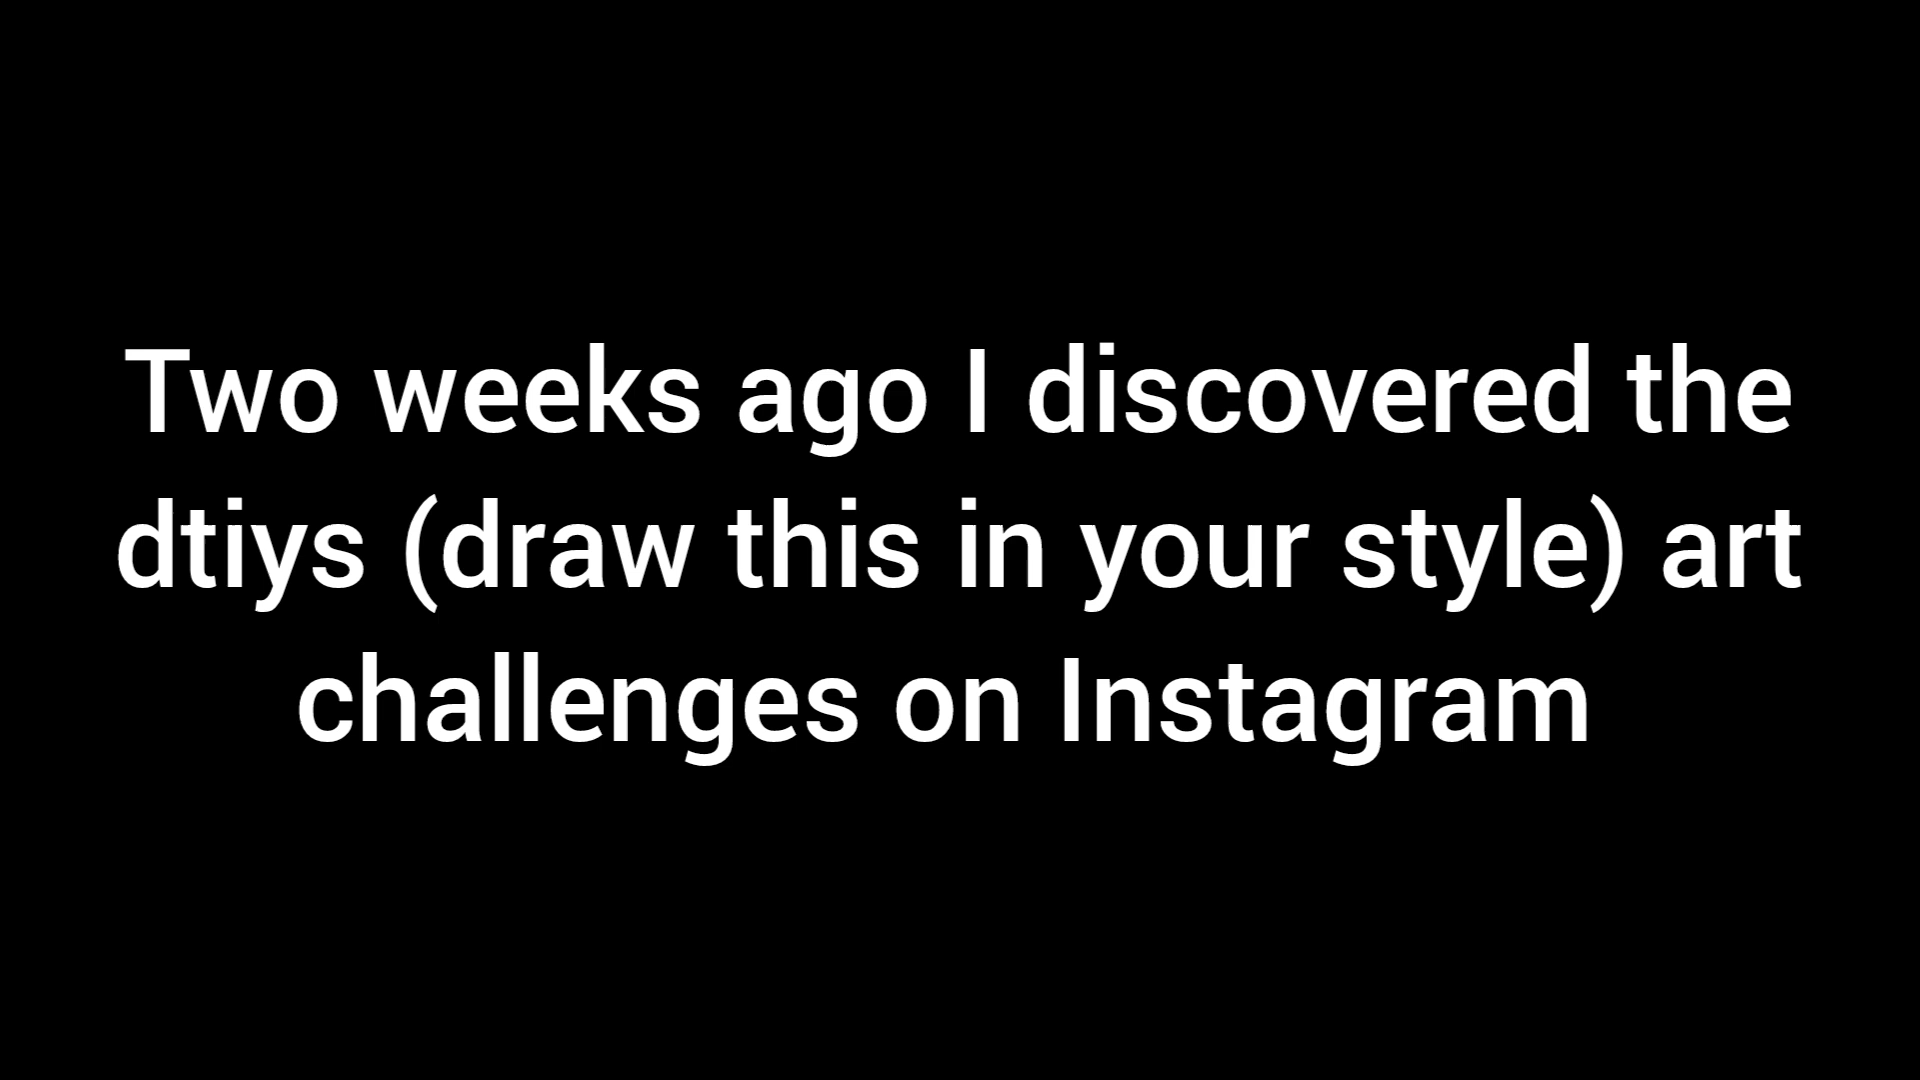 Two weeks ago I discovered the
dtiys (draw this in your style) art
challenges on Instagram